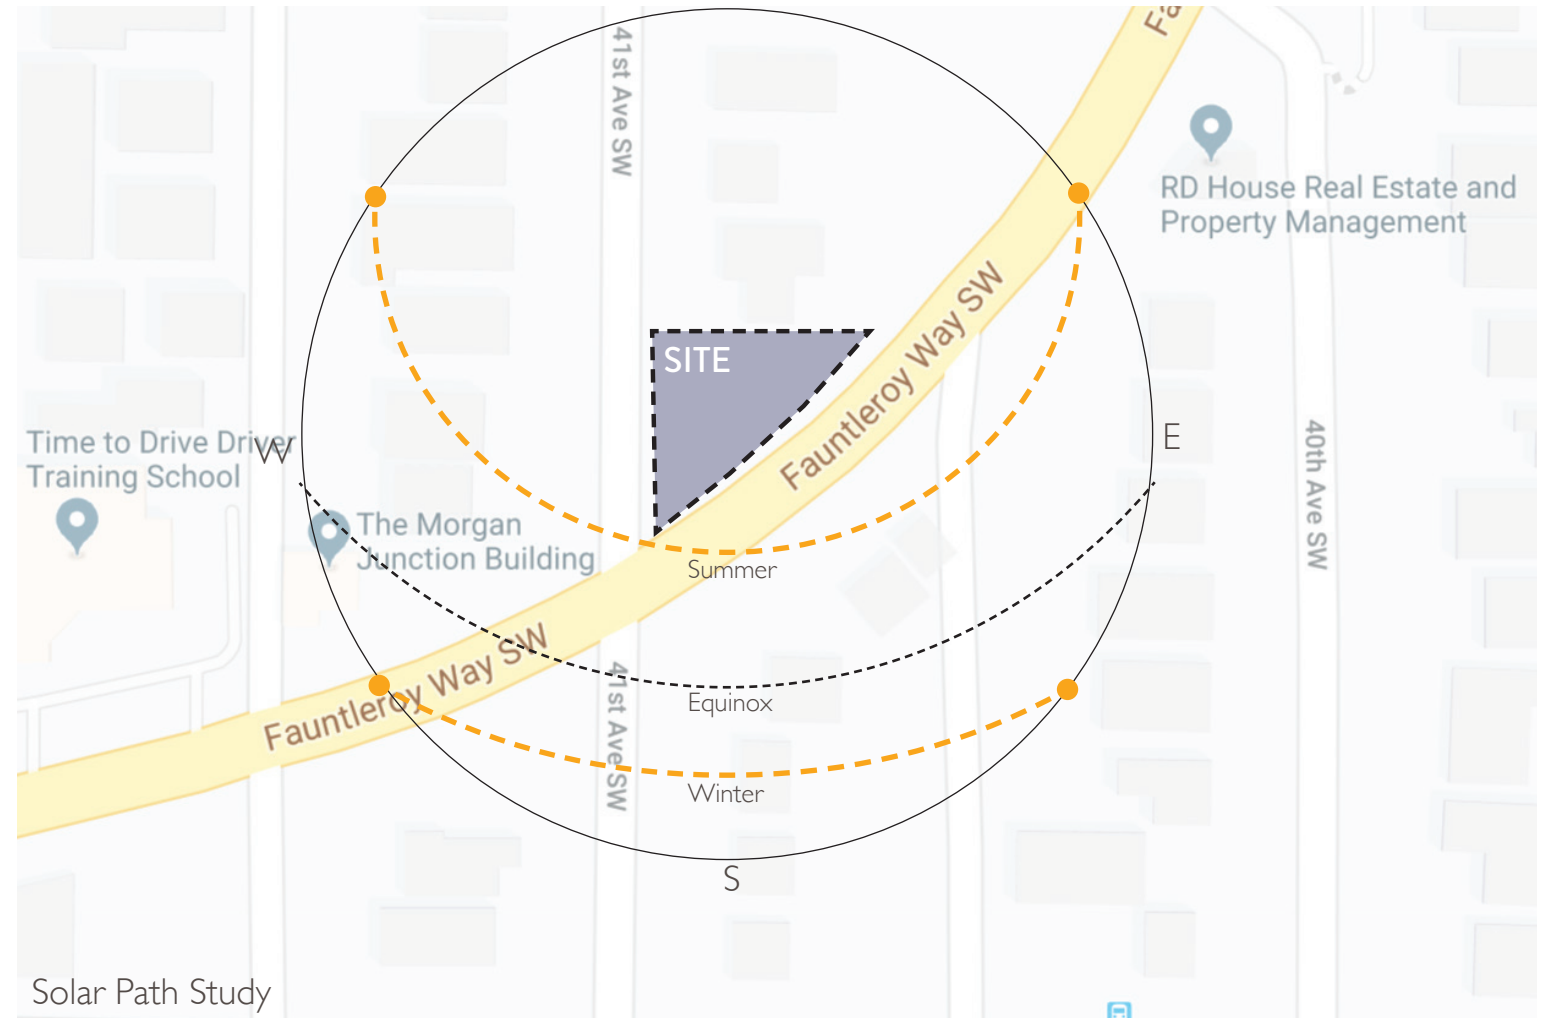 Fa
41st Ave SW
RD House Real Estate and
Property Management
Fauntleroy Way SW
SITE
Time to Drive Driver
Training School
W
E
40th Ave SW
The Morgan
Junction Building
Summer
Fauntleroy Way SW
41st Ave SW
Equinox
Winter
S
Solar Path Study